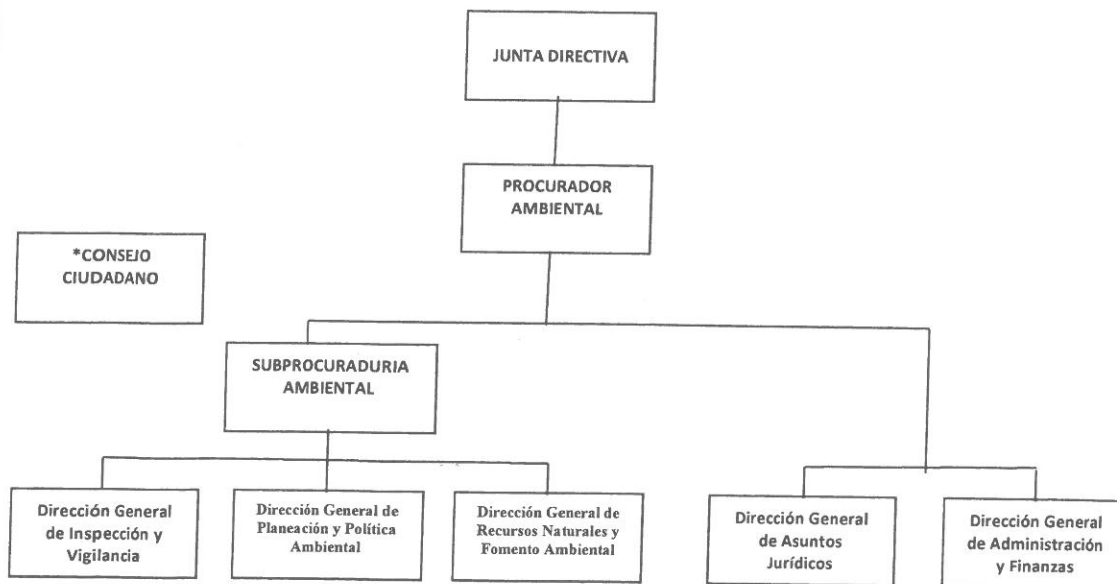 JUNTA DIRECTIVA
PROCURADOR
AMBIENTAL
*CONSEJO
CIUDADANO
SUBPROCURADURIA
AMBIENTAL
Dirección General
de Inspección y
Vigilancia
Dirección General de
Planeación y Política
Ambiental
Dirección General de
Recursos Naturales y
Fomento Ambiental
Dirección General
de Asuntos
Jurídicos
Dirección General
de Administración
y Finanzas